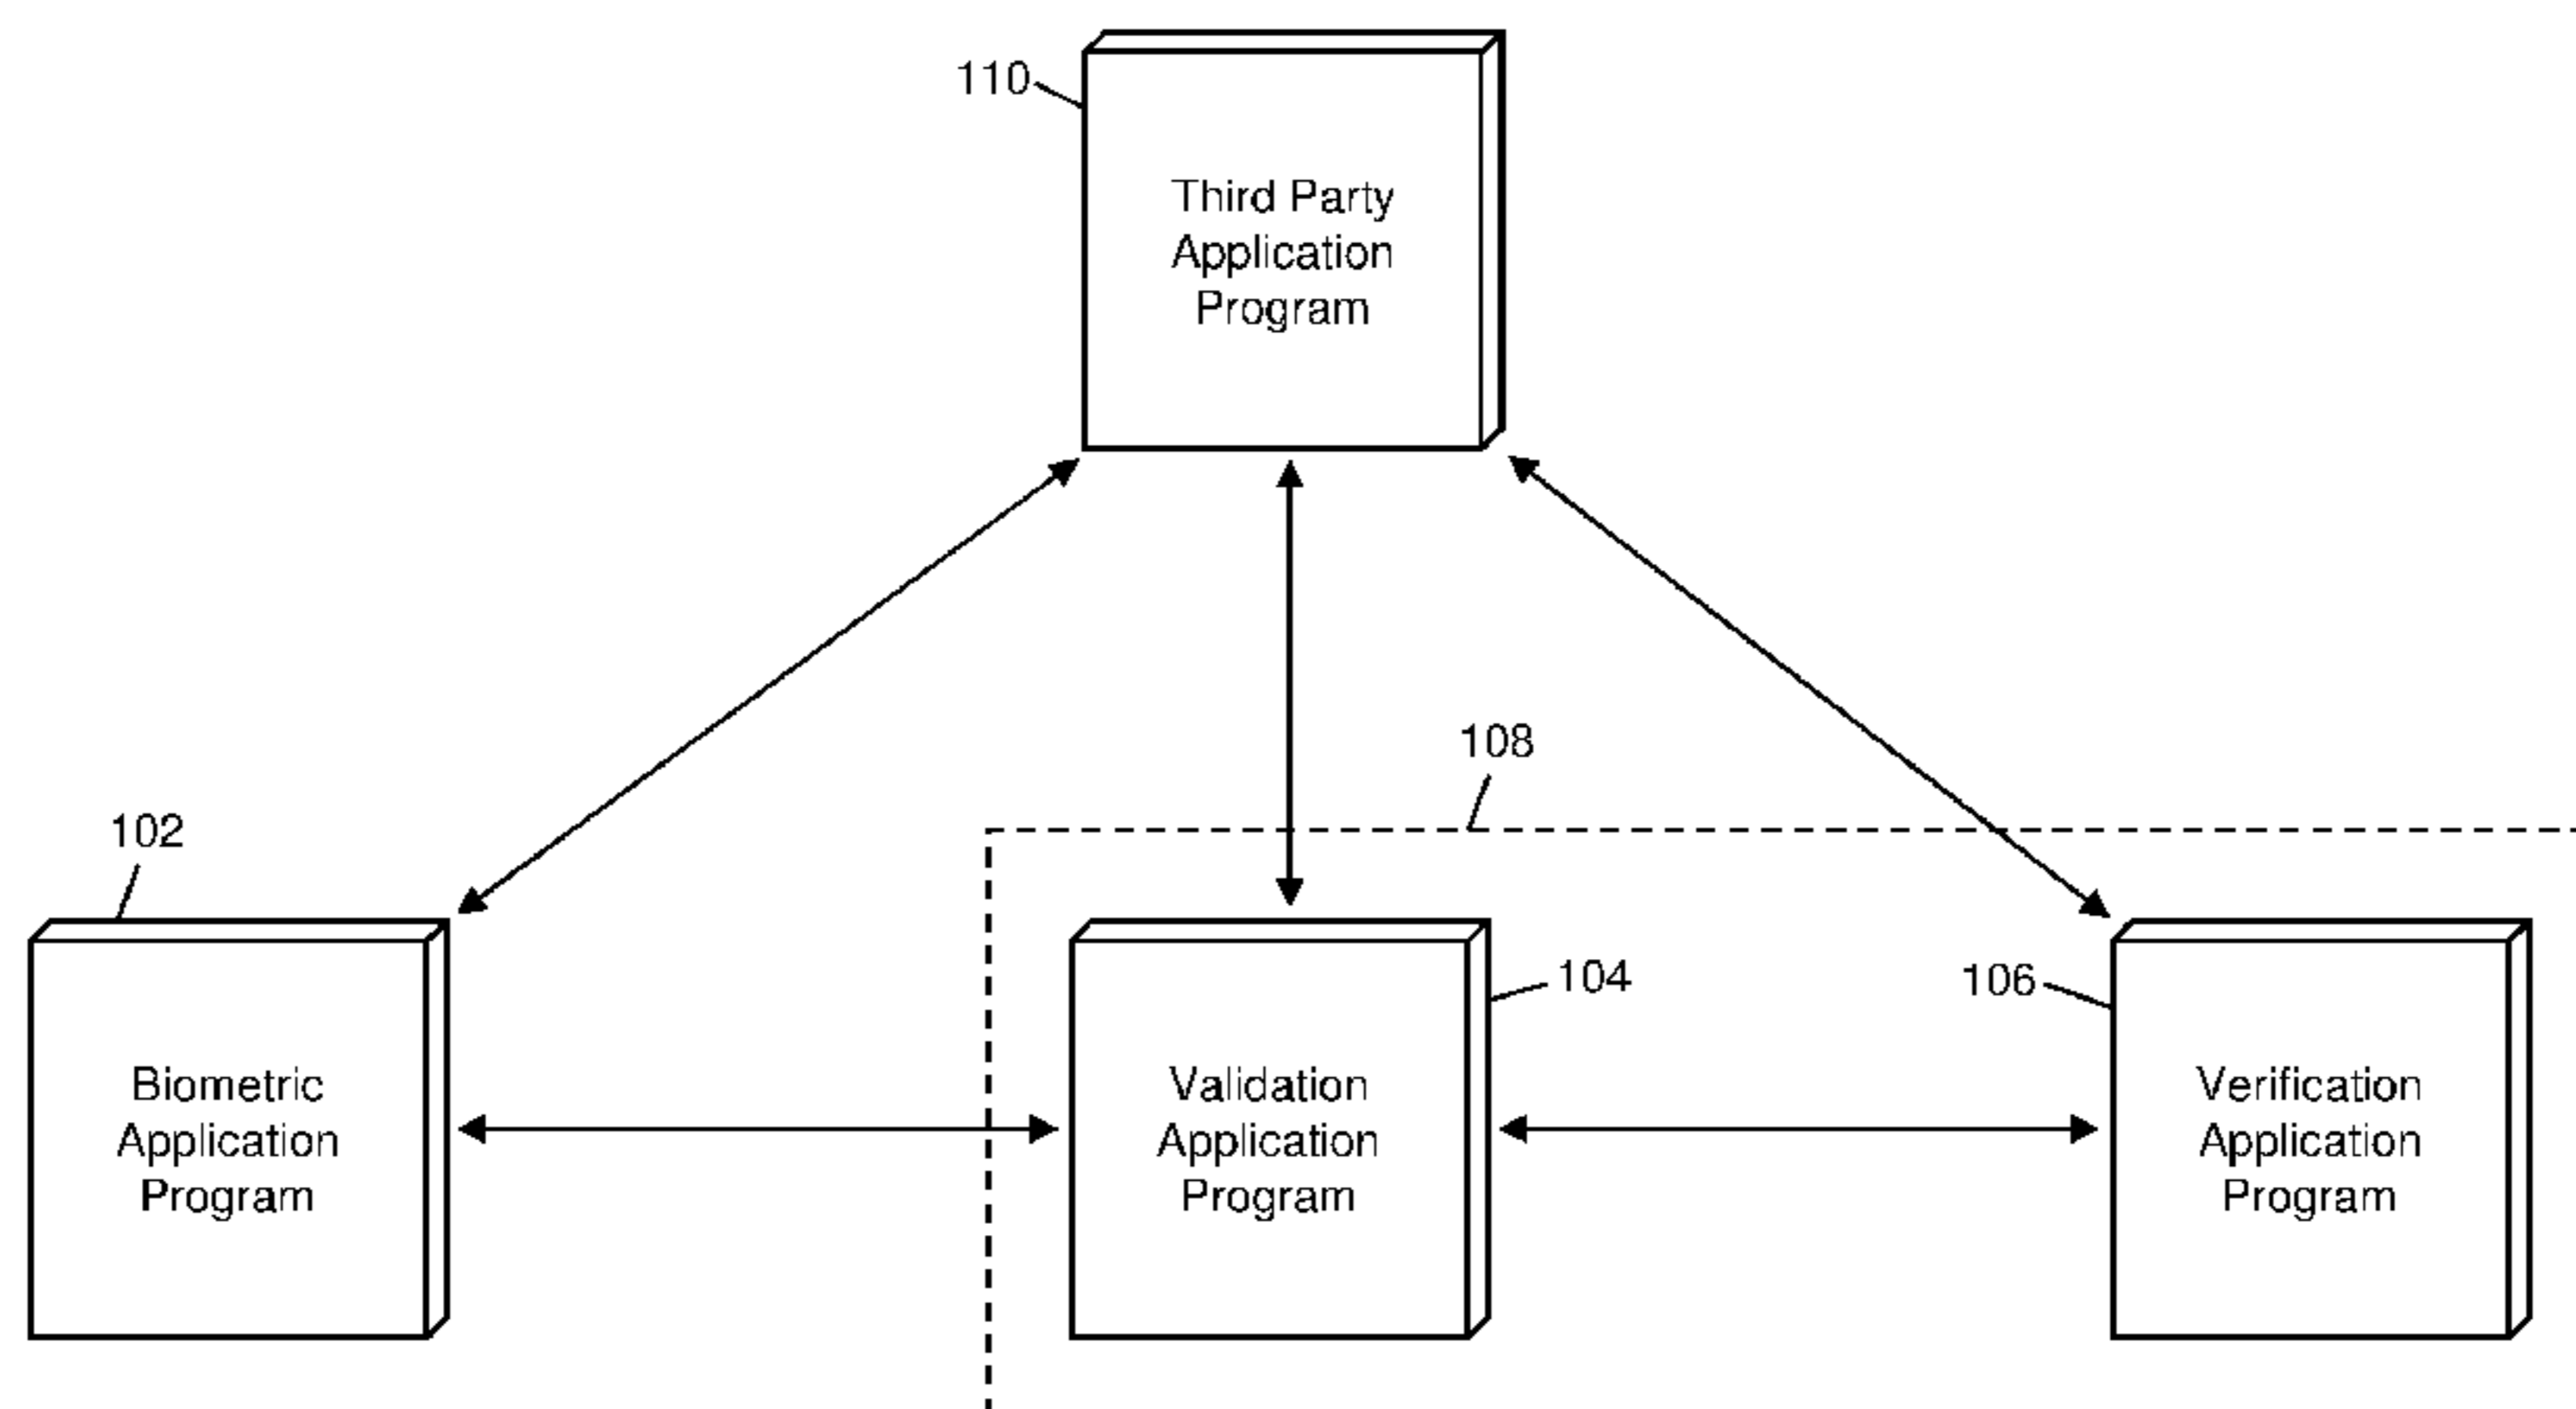 110
Third Party
Application
Program
108
102
104
106
Biometric
Application
Program
Validation
Application
Program
Verification
Application
Program